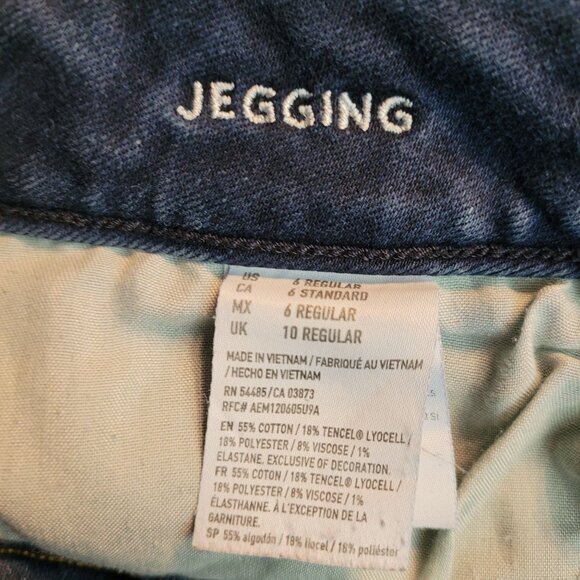 JEGGING
US 6 REGULAR
CA 6 STANDARD
MX 6 REGULAR
UK 10 REGULAR
MADE IN VIETNAM / FABRIQUÉ AU VIETNAM
/ HECHO EN VIETNAM
RN 54485/CA 03873
RFC# AEM120605U9A
EN 55% COTTON / 18% TENCEL® LYOCELL /
18% POLYESTER / 8% VISCOSE / 1%
ELASTANE. EXCLUSIVE OF DECORATION.
FR 55% COTON / 18% TENCEL® LYOCELL /
18% POLYESTER / 8% VISCOSE / 1%
ÉLASTHANNE. À L'EXCEPTION DE LA
GARNITURE.
SP 55% algodón / 18% liocel / 18% poliéster